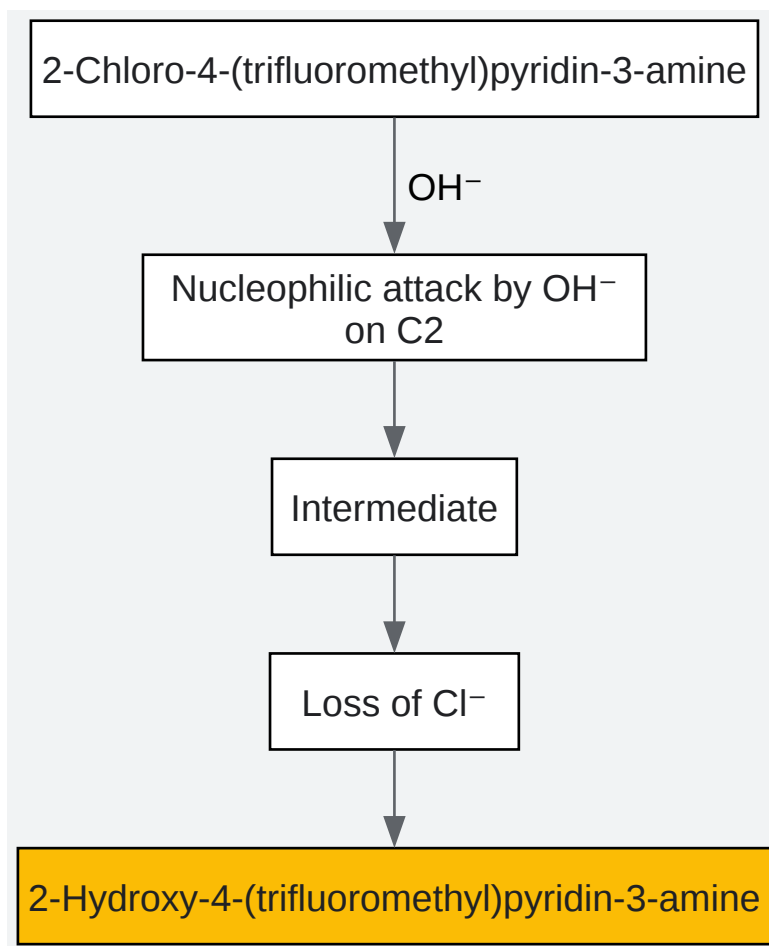 2-Chloro-4-(trifluoromethyl)pyridin-3-amine
OH⁻
Nucleophilic attack by OH⁻
on C2
Intermediate
Loss of Cl⁻
2-Hydroxy-4-(trifluoromethyl)pyridin-3-amine